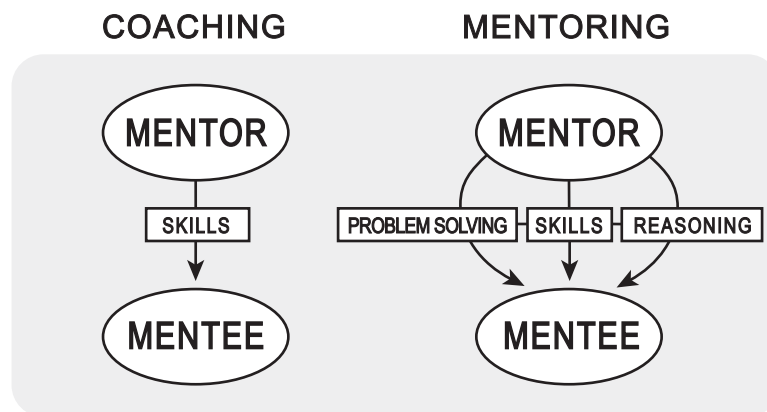 COACHING
MENTORING
MENTOR
MENTOR
SKILLS
PROBLEM SOLVING
SKILLS
REASONING
MENTEE
MENTEE